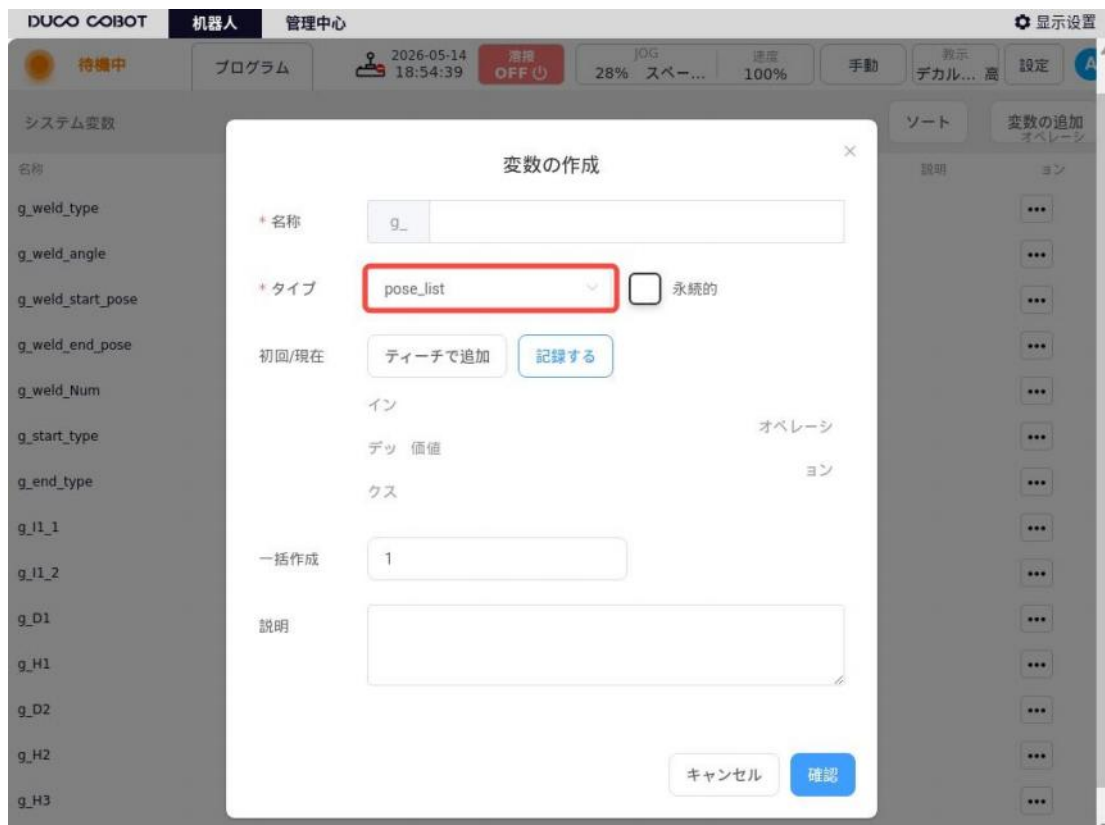 DUCO COBOT 机器人 管理中心 显示设置
待機中 プログラム 2026-05-14 18:54:39 溶接 OFF JOG 28% スペー... 速度 100% 手動 教示 デカル... 高 設定 A
システム変数 ソート 変数の追加
オペレーシ
名称 説明 ョン
変数の作成
g_weld_type
* 名称 g_
g_weld_angle
* タイプ pose_list 永続的
g_weld_start_pose
g_weld_end_pose
初回/現在 ティーチで追加 記録する
g_weld_Num
イン
デッ 価値 オペレーシ
クス ョン
g_start_type
g_end_type
g_I1_1
一括作成 1
g_I1_2
g_D1
説明
g_H1
g_D2
g_H2
キャンセル 確認
g_H3